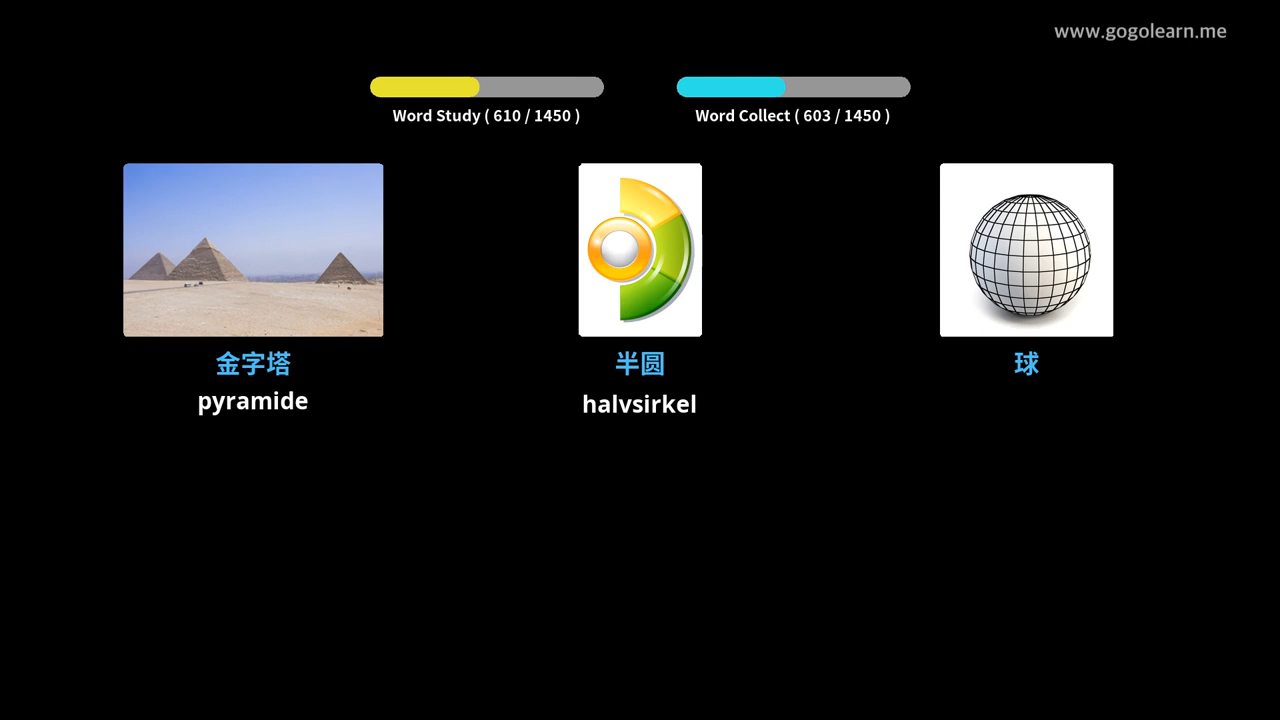 www.gogolearn.me
Word Study ( 610 / 1450 )
Word Collect ( 603 / 1450 )
金字塔
半圆
球
pyramide
halvsirkel